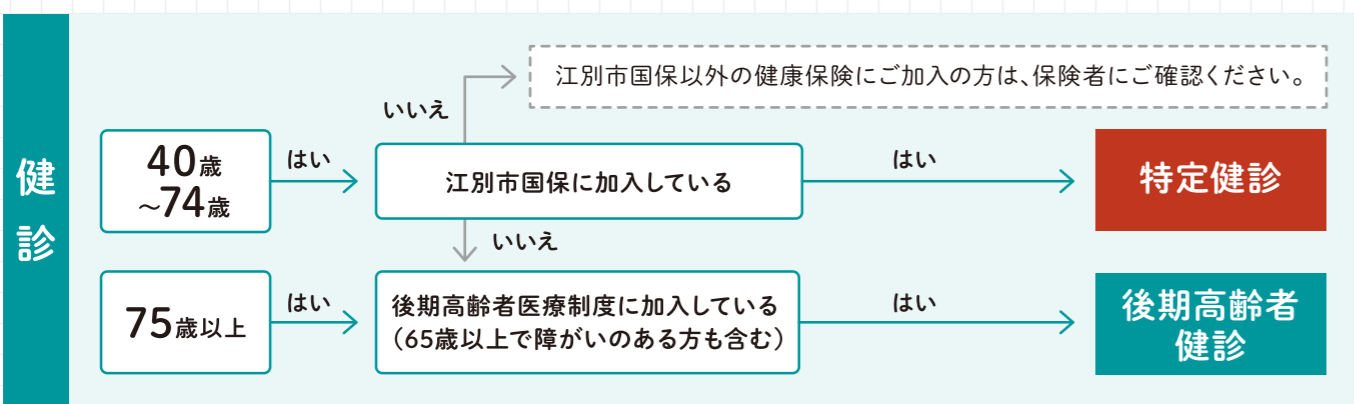 健診
江別市国保以外の健康保険にご加入の方は、保険者にご確認ください。
いいえ
40歳
~74歳
はい
江別市国保に加入している
はい
特定健診
いいえ
75歳以上
はい
後期高齢者医療制度に加入している
(65歳以上で障がいのある方も含む)
はい
後期高齢者
健診